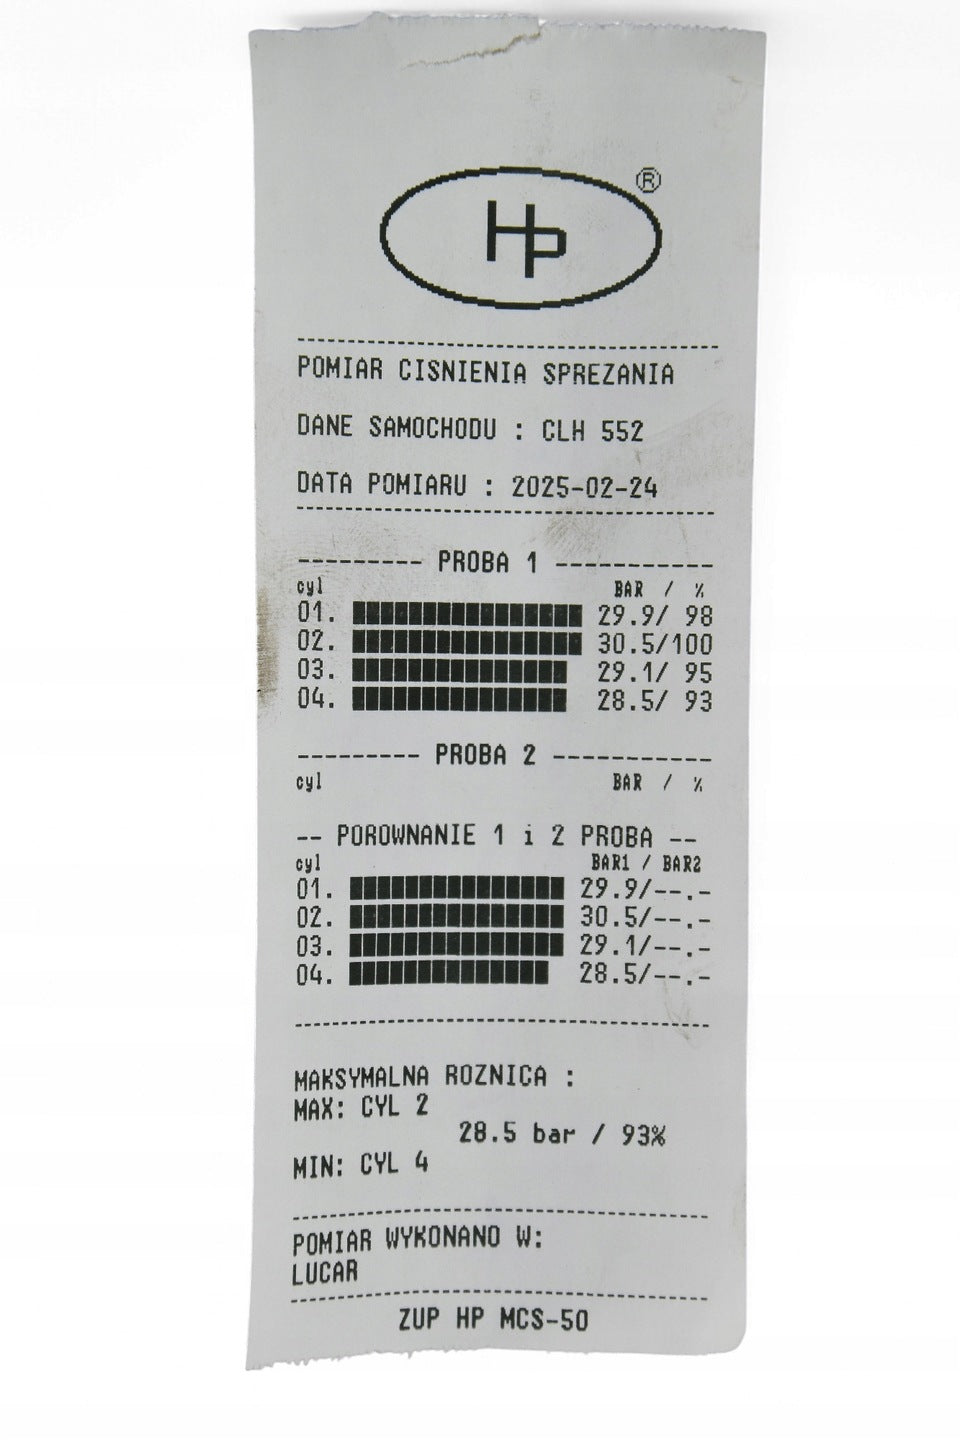 HP ®
POMIAR CISNIENIA SPREZANIA
DANE SAMOCHODU : CLH 552
DATA POMIARU : 2025-02-24
--------- PROBA 1 -----------
cyl BAR / %
01. 29.9/ 98
02. 30.5/100
03. 29.1/ 95
04. 28.5/ 93
--------- PROBA 2 -----------
cyl BAR / %
-- POROWNANIE 1 i 2 PROBA --
cyl BAR1 / BAR2
01. 29.9/--.-
02. 30.5/--.-
03. 29.1/--.-
04. 28.5/--.-
MAKSYMALNA ROZNICA :
MAX: CYL 2
28.5 bar / 93%
MIN: CYL 4
POMIAR WYKONANO W:
LUCAR
ZUP HP MCS-50